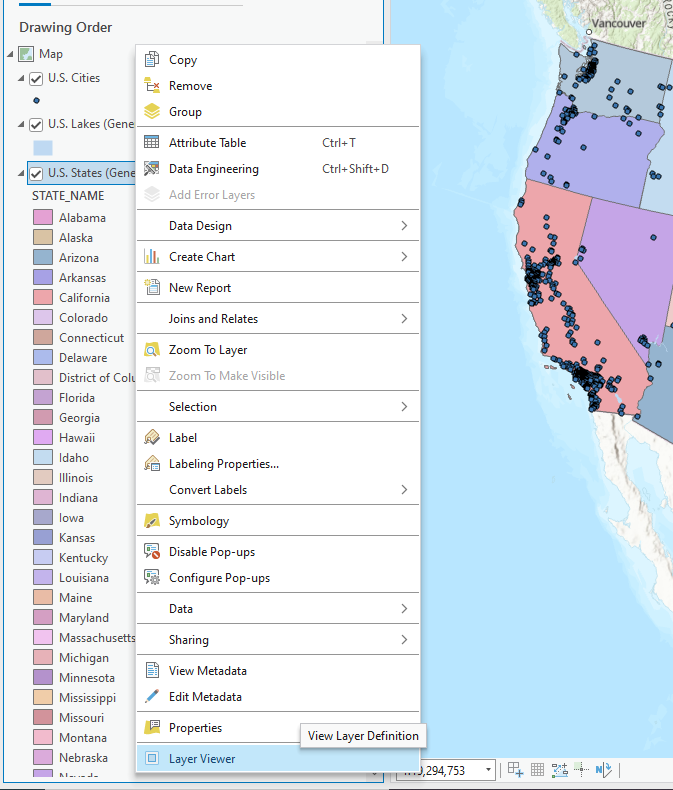 Drawing Order
Map
U.S. Cities
U.S. Lakes (Gene
U.S. States (Gene
STATE_NAME
Alabama
Alaska
Arizona
Arkansas
California
Colorado
Connecticut
Delaware
District of Colu
Florida
Georgia
Hawaii
Idaho
Illinois
Indiana
Iowa
Kansas
Kentucky
Louisiana
Maine
Maryland
Massachusetts
Michigan
Minnesota
Mississippi
Missouri
Montana
Nebraska
Nevada
Copy
Remove
Group
Attribute Table Ctrl+T
Data Engineering Ctrl+Shift+D
Add Error Layers
Data Design
Create Chart
New Report
Joins and Relates
Zoom To Layer
Zoom To Make Visible
Selection
Label
Labeling Properties...
Convert Labels
Symbology
Disable Pop-ups
Configure Pop-ups
Data
Sharing
View Metadata
Edit Metadata
Properties
Layer Viewer
View Layer Definition
Vancouver
294,753